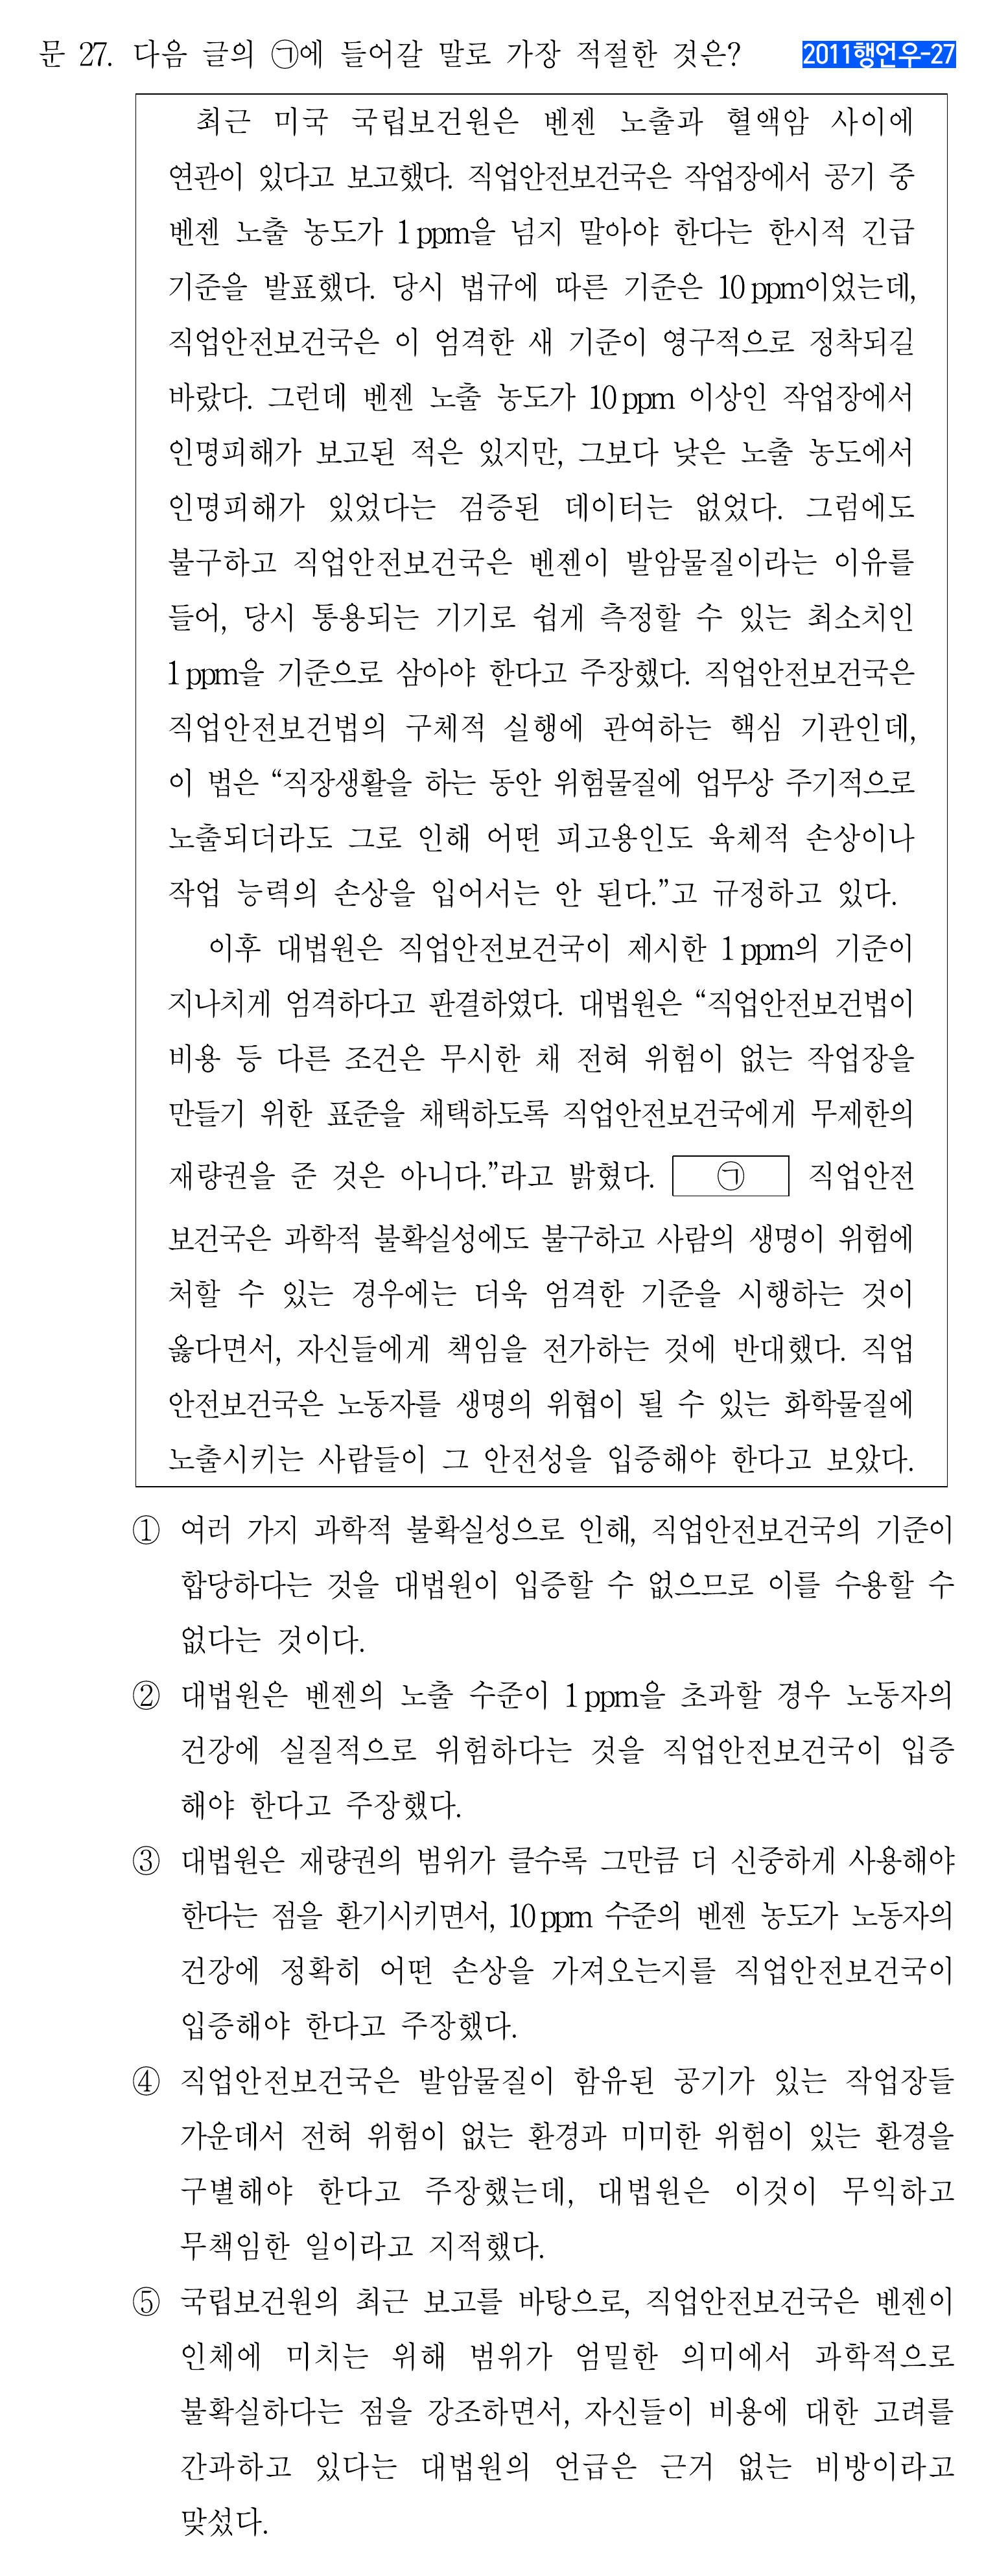 문 27. 다음 글의 ㉠에 들어갈 말로 가장 적절한 것은? 2011행언우-27
최근 미국 국립보건원은 벤젠 노출과 혈액암 사이에
연관이 있다고 보고했다. 직업안전보건국은 작업장에서 공기 중
벤젠 노출 농도가 1ppm을 넘지 말아야 한다는 한시적 긴급
기준을 발표했다. 당시 법규에 따른 기준은 10ppm이었는데,
직업안전보건국은 이 엄격한 새 기준이 영구적으로 정착되길
바랐다. 그런데 벤젠 노출 농도가 10ppm 이상인 작업장에서
인명피해가 보고된 적은 있지만, 그보다 낮은 노출 농도에서
인명피해가 있었다는 검증된 데이터는 없었다. 그럼에도
불구하고 직업안전보건국은 벤젠이 발암물질이라는 이유를
들어, 당시 통용되는 기기로 쉽게 측정할 수 있는 최소치인
1ppm을 기준으로 삼아야 한다고 주장했다. 직업안전보건국은
직업안전보건법의 구체적 실행에 관여하는 핵심 기관인데,
이 법은 “직장생활을 하는 동안 위험물질에 업무상 주기적으로
노출되더라도 그로 인해 어떤 피고용인도 육체적 손상이나
작업 능력의 손상을 입어서는 안 된다.”고 규정하고 있다.
이후 대법원은 직업안전보건국이 제시한 1ppm의 기준이
지나치게 엄격하다고 판결하였다. 대법원은 “직업안전보건법이
비용 등 다른 조건은 무시한 채 전혀 위험이 없는 작업장을
만들기 위한 표준을 채택하도록 직업안전보건국에게 무제한의
재량권을 준 것은 아니다.”라고 밝혔다. ㉠ 직업안전
보건국은 과학적 불확실성에도 불구하고 사람의 생명이 위험에
처할 수 있는 경우에는 더욱 엄격한 기준을 시행하는 것이
옳다면서, 자신들에게 책임을 전가하는 것에 반대했다. 직업
안전보건국은 노동자를 생명의 위협이 될 수 있는 화학물질에
노출시키는 사람들이 그 안전성을 입증해야 한다고 보았다.
① 여러 가지 과학적 불확실성으로 인해, 직업안전보건국의 기준이
합당하다는 것을 대법원이 입증할 수 없으므로 이를 수용할 수
없다는 것이다.
② 대법원은 벤젠의 노출 수준이 1ppm을 초과할 경우 노동자의
건강에 실질적으로 위험하다는 것을 직업안전보건국이 입증
해야 한다고 주장했다.
③ 대법원은 재량권의 범위가 클수록 그만큼 더 신중하게 사용해야
한다는 점을 환기시키면서, 10ppm 수준의 벤젠 농도가 노동자의
건강에 정확히 어떤 손상을 가져오는지를 직업안전보건국이
입증해야 한다고 주장했다.
④ 직업안전보건국은 발암물질이 함유된 공기가 있는 작업장들
가운데서 전혀 위험이 없는 환경과 미미한 위험이 있는 환경을
구별해야 한다고 주장했는데, 대법원은 이것이 무익하고
무책임한 일이라고 지적했다.
⑤ 국립보건원의 최근 보고를 바탕으로, 직업안전보건국은 벤젠이
인체에 미치는 위해 범위가 엄밀한 의미에서 과학적으로
불확실하다는 점을 강조하면서, 자신들이 비용에 대한 고려를
간과하고 있다는 대법원의 언급은 근거 없는 비방이라고
맞섰다.